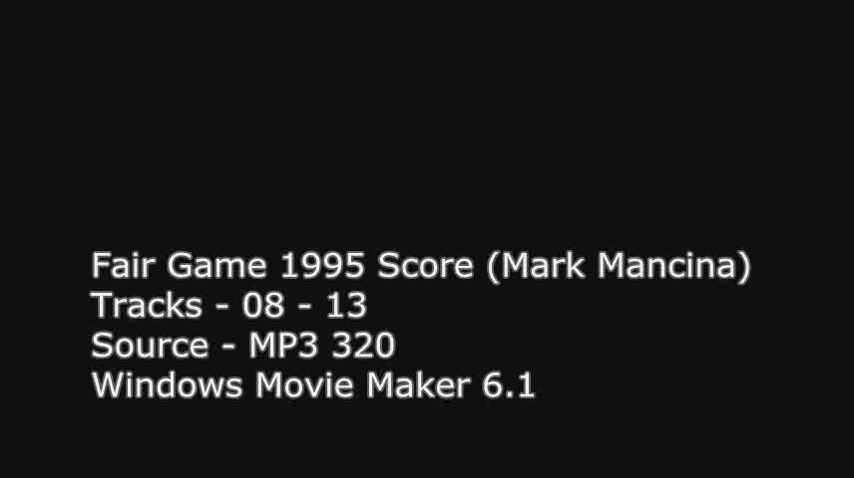 Fair Game 1995 Score (Mark Mancina)
Tracks - 08 - 13
Source - MP3 320
Windows Movie Maker 6.1